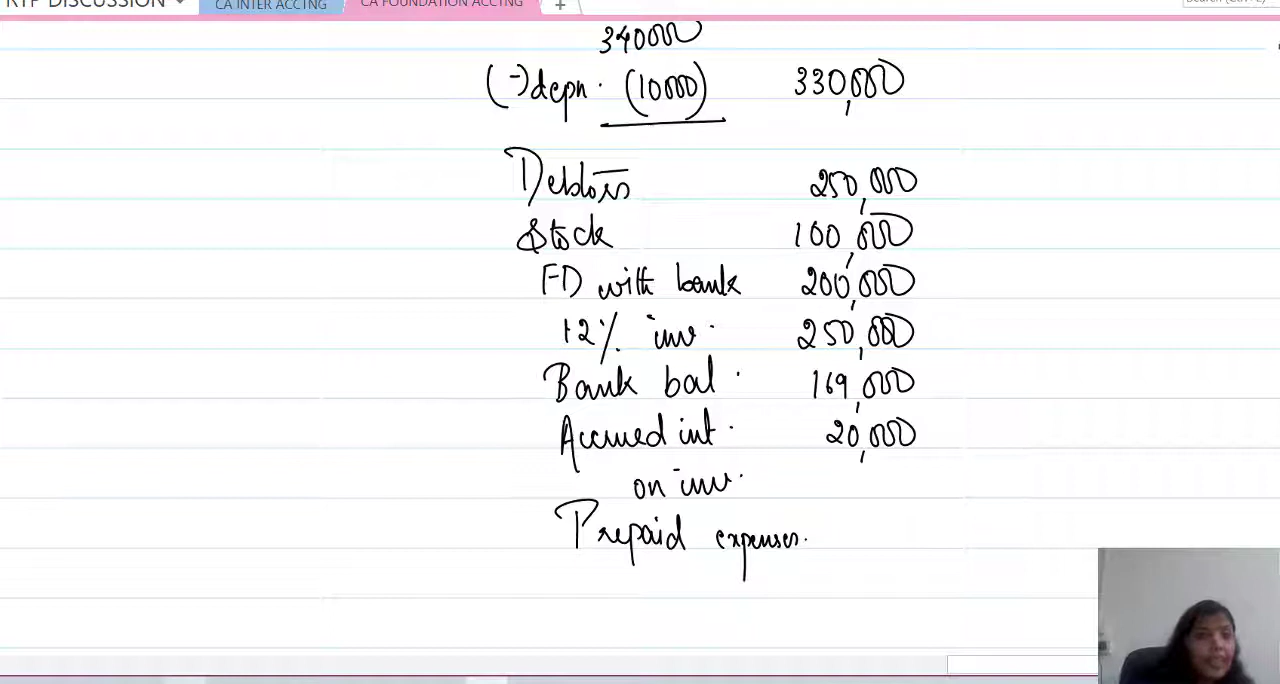 RTP DISCUSSION CA INTER ACCTNG CA FOUNDATION ACCTNG +
340000
(-) depn. (10000) 330,000
Debtors 250,000
Stock 100,000
FD with bank 200,000
12% inv. 250,000
Bank bal. 169,000
Accrued int. 20,000
on inv.
Prepaid expenses.